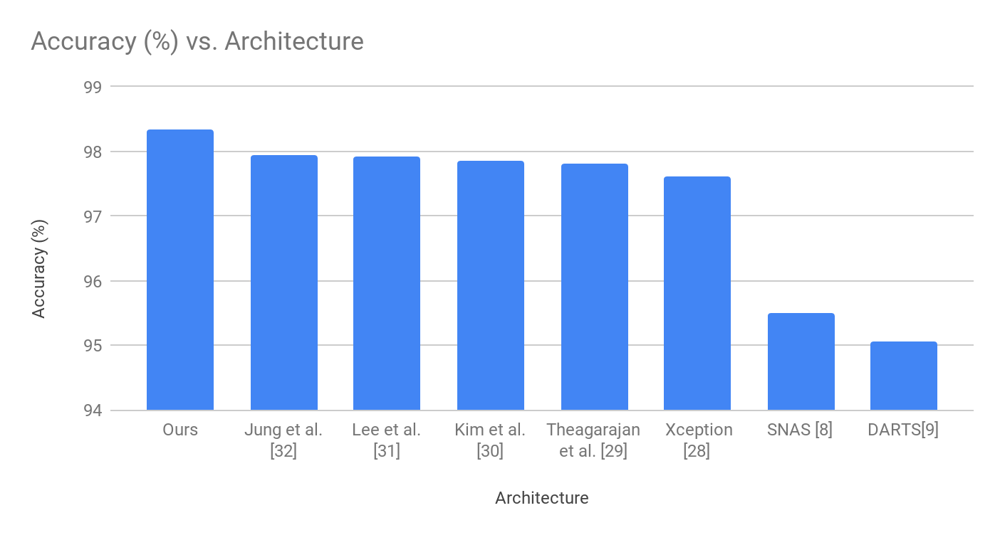 Accuracy (%) vs. Architecture
99
98
97
96
95
94
Accuracy (%)
Ours
Jung et al.
[32]
Lee et al.
[31]
Kim et al.
[30]
Theagarajan
et al. [29]
Xception
[28]
SNAS [8]
DARTS[9]
Architecture